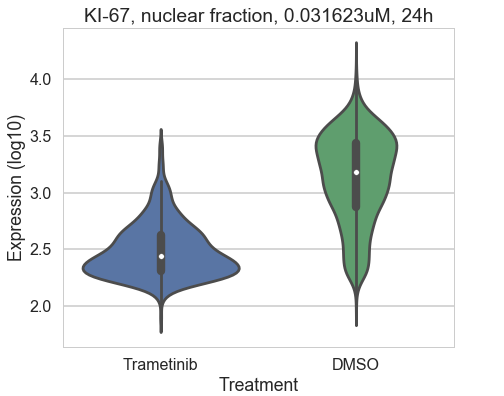 KI-67, nuclear fraction, 0.031623uM, 24h
Expression (log10)
4.0
3.5
3.0
2.5
2.0
Trametinib
DMSO
Treatment